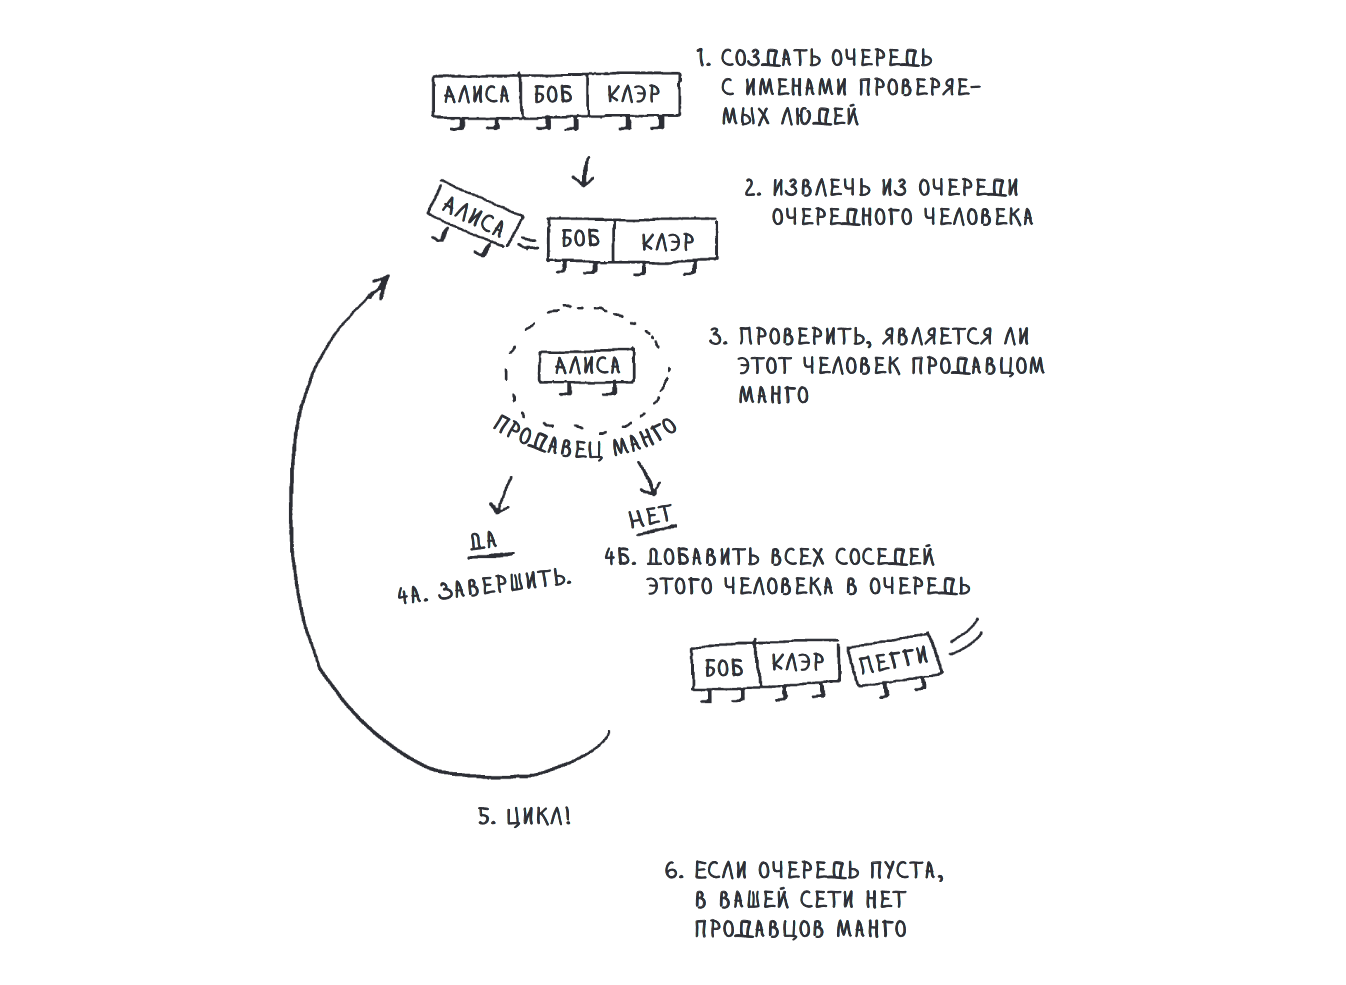 1. СОЗДАТЬ ОЧЕРЕДЬ
С ИМЕНАМИ ПРОВЕРЯЕ-
МЫХ ЛЮДЕЙ
АЛИСА БОБ КЛЭР
2. ИЗВЛЕЧЬ ИЗ ОЧЕРЕДИ
ОЧЕРЕДНОГО ЧЕЛОВЕКА
АЛИСА БОБ КЛЭР
3. ПРОВЕРИТЬ, ЯВЛЯЕТСЯ ЛИ
ЭТОТ ЧЕЛОВЕК ПРОДАВЦОМ
МАНГО
АЛИСА
ПРОДАВЕЦ МАНГО
ДА
4А. ЗАВЕРШИТЬ.
НЕТ
4Б. ДОБАВИТЬ ВСЕХ СОСЕДЕЙ
ЭТОГО ЧЕЛОВЕКА В ОЧЕРЕДЬ
БОБ КЛЭР ПЕГГИ
5. ЦИКЛ!
6. ЕСЛИ ОЧЕРЕДЬ ПУСТА,
В ВАШЕЙ СЕТИ НЕТ
ПРОДАВЦОВ МАНГО